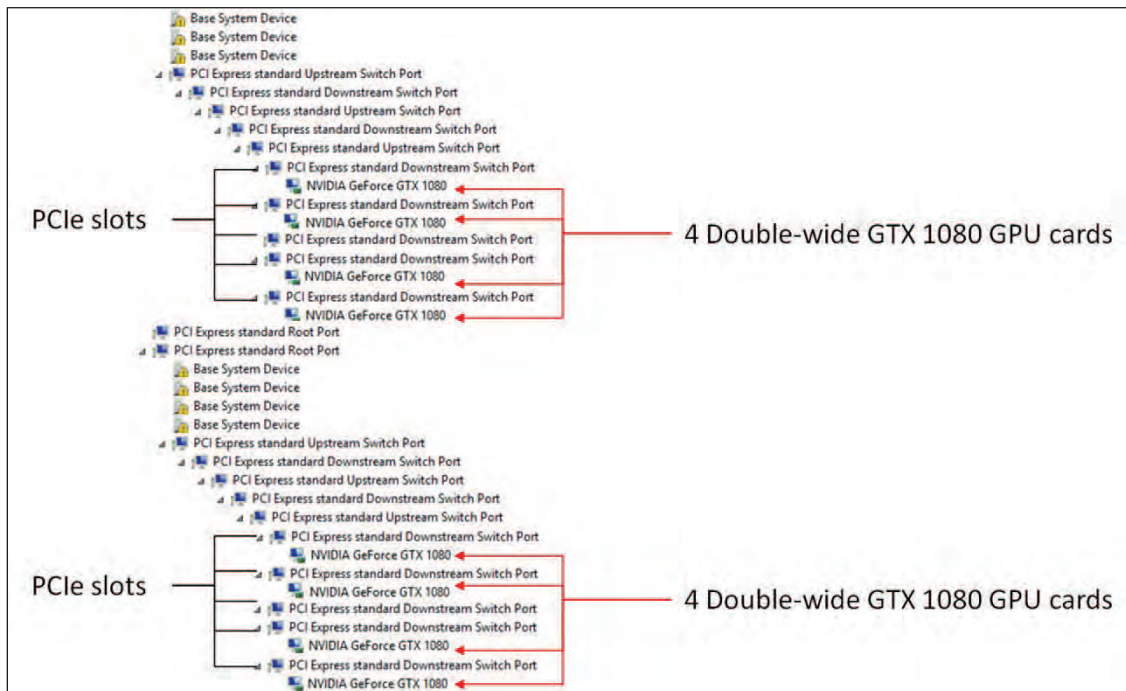 Base System Device
Base System Device
Base System Device
PCI Express standard Upstream Switch Port
PCI Express standard Downstream Switch Port
PCI Express standard Upstream Switch Port
PCI Express standard Downstream Switch Port
PCI Express standard Upstream Switch Port
PCI Express standard Downstream Switch Port
NVIDIA GeForce GTX 1080
PCI Express standard Downstream Switch Port
PCIe slots
NVIDIA GeForce GTX 1080
4 Double-wide GTX 1080 GPU cards
PCI Express standard Downstream Switch Port
PCI Express standard Downstream Switch Port
NVIDIA GeForce GTX 1080
PCI Express standard Downstream Switch Port
NVIDIA GeForce GTX 1080
PCI Express standard Root Port
PCI Express standard Root Port
Base System Device
Base System Device
Base System Device
Base System Device
PCI Express standard Upstream Switch Port
PCI Express standard Downstream Switch Port
PCI Express standard Upstream Switch Port
PCI Express standard Downstream Switch Port
PCI Express standard Upstream Switch Port
PCI Express standard Downstream Switch Port
NVIDIA GeForce GTX 1080
PCI Express standard Downstream Switch Port
PCIe slots
NVIDIA GeForce GTX 1080
4 Double-wide GTX 1080 GPU cards
PCI Express standard Downstream Switch Port
PCI Express standard Downstream Switch Port
NVIDIA GeForce GTX 1080
PCI Express standard Downstream Switch Port
NVIDIA GeForce GTX 1080